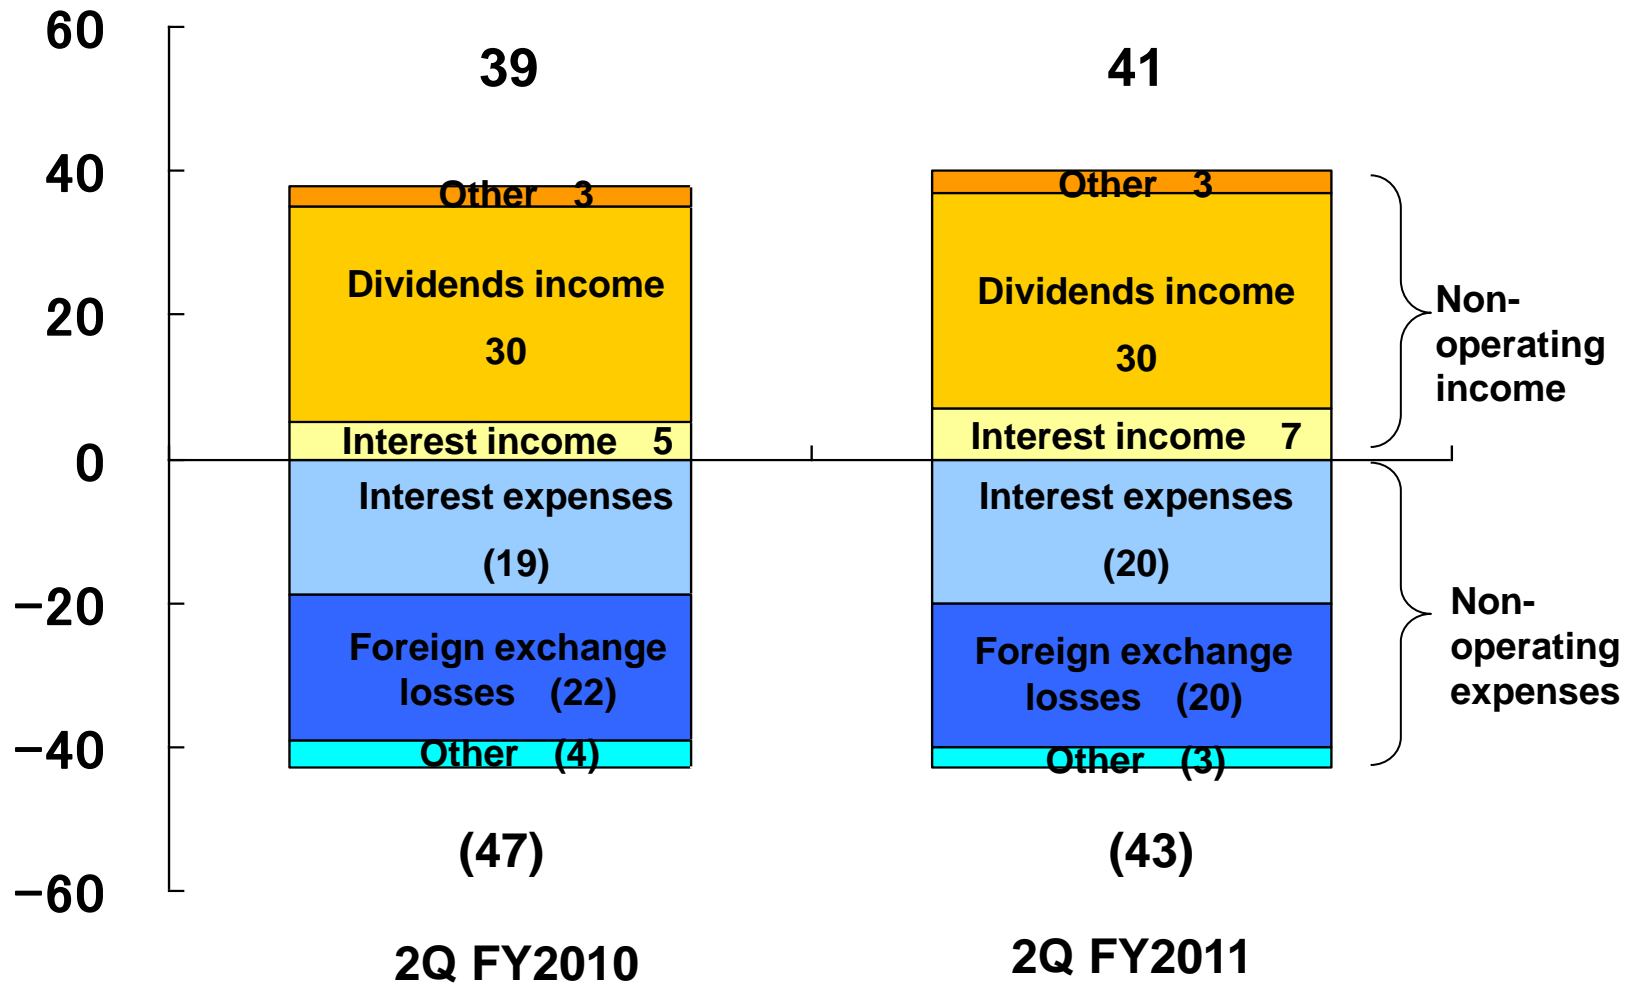 60
40
20
0
−20
−40
−60
39
Other 3
Dividends income
30
Interest income 5
Interest expenses
(19)
Foreign exchange
losses (22)
Other (4)
(47)
2Q FY2010
41
Other 3
Dividends income
30
Interest income 7
Interest expenses
(20)
Foreign exchange
losses (20)
Other (3)
(43)
2Q FY2011
Non-
operating
income
Non-
operating
expenses